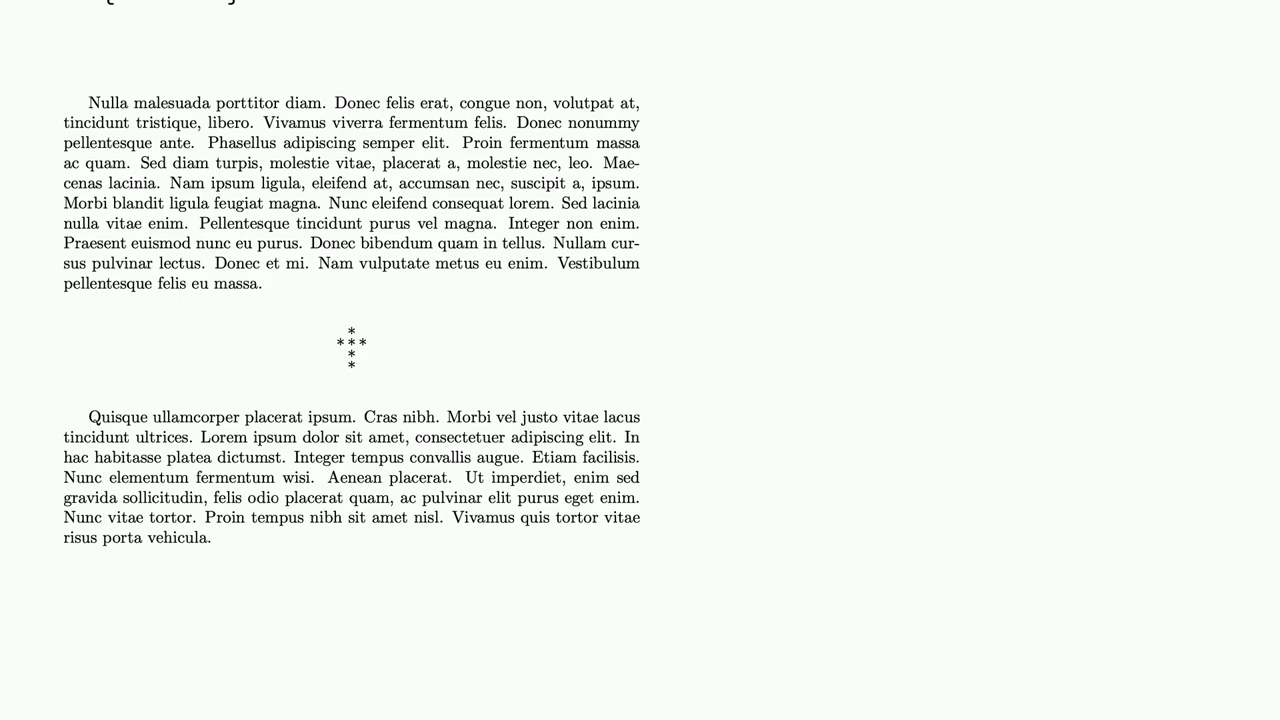 Nulla malesuada porttitor diam. Donec felis erat, congue non, volutpat at,
tincidunt tristique, libero. Vivamus viverra fermentum felis. Donec nonummy
pellentesque ante. Phasellus adipiscing semper elit. Proin fermentum massa
ac quam. Sed diam turpis, molestie vitae, placerat a, molestie nec, leo. Mae-
cenas lacinia. Nam ipsum ligula, eleifend at, accumsan nec, suscipit a, ipsum.
Morbi blandit ligula feugiat magna. Nunc eleifend consequat lorem. Sed lacinia
nulla vitae enim. Pellentesque tincidunt purus vel magna. Integer non enim.
Praesent euismod nunc eu purus. Donec bibendum quam in tellus. Nullam cur-
sus pulvinar lectus. Donec et mi. Nam vulputate metus eu enim. Vestibulum
pellentesque felis eu massa.
*
* * *
*
*
Quisque ullamcorper placerat ipsum. Cras nibh. Morbi vel justo vitae lacus
tincidunt ultrices. Lorem ipsum dolor sit amet, consectetuer adipiscing elit. In
hac habitasse platea dictumst. Integer tempus convallis augue. Etiam facilisis.
Nunc elementum fermentum wisi. Aenean placerat. Ut imperdiet, enim sed
gravida sollicitudin, felis odio placerat quam, ac pulvinar elit purus eget enim.
Nunc vitae tortor. Proin tempus nibh sit amet nisl. Vivamus quis tortor vitae
risus porta vehicula.